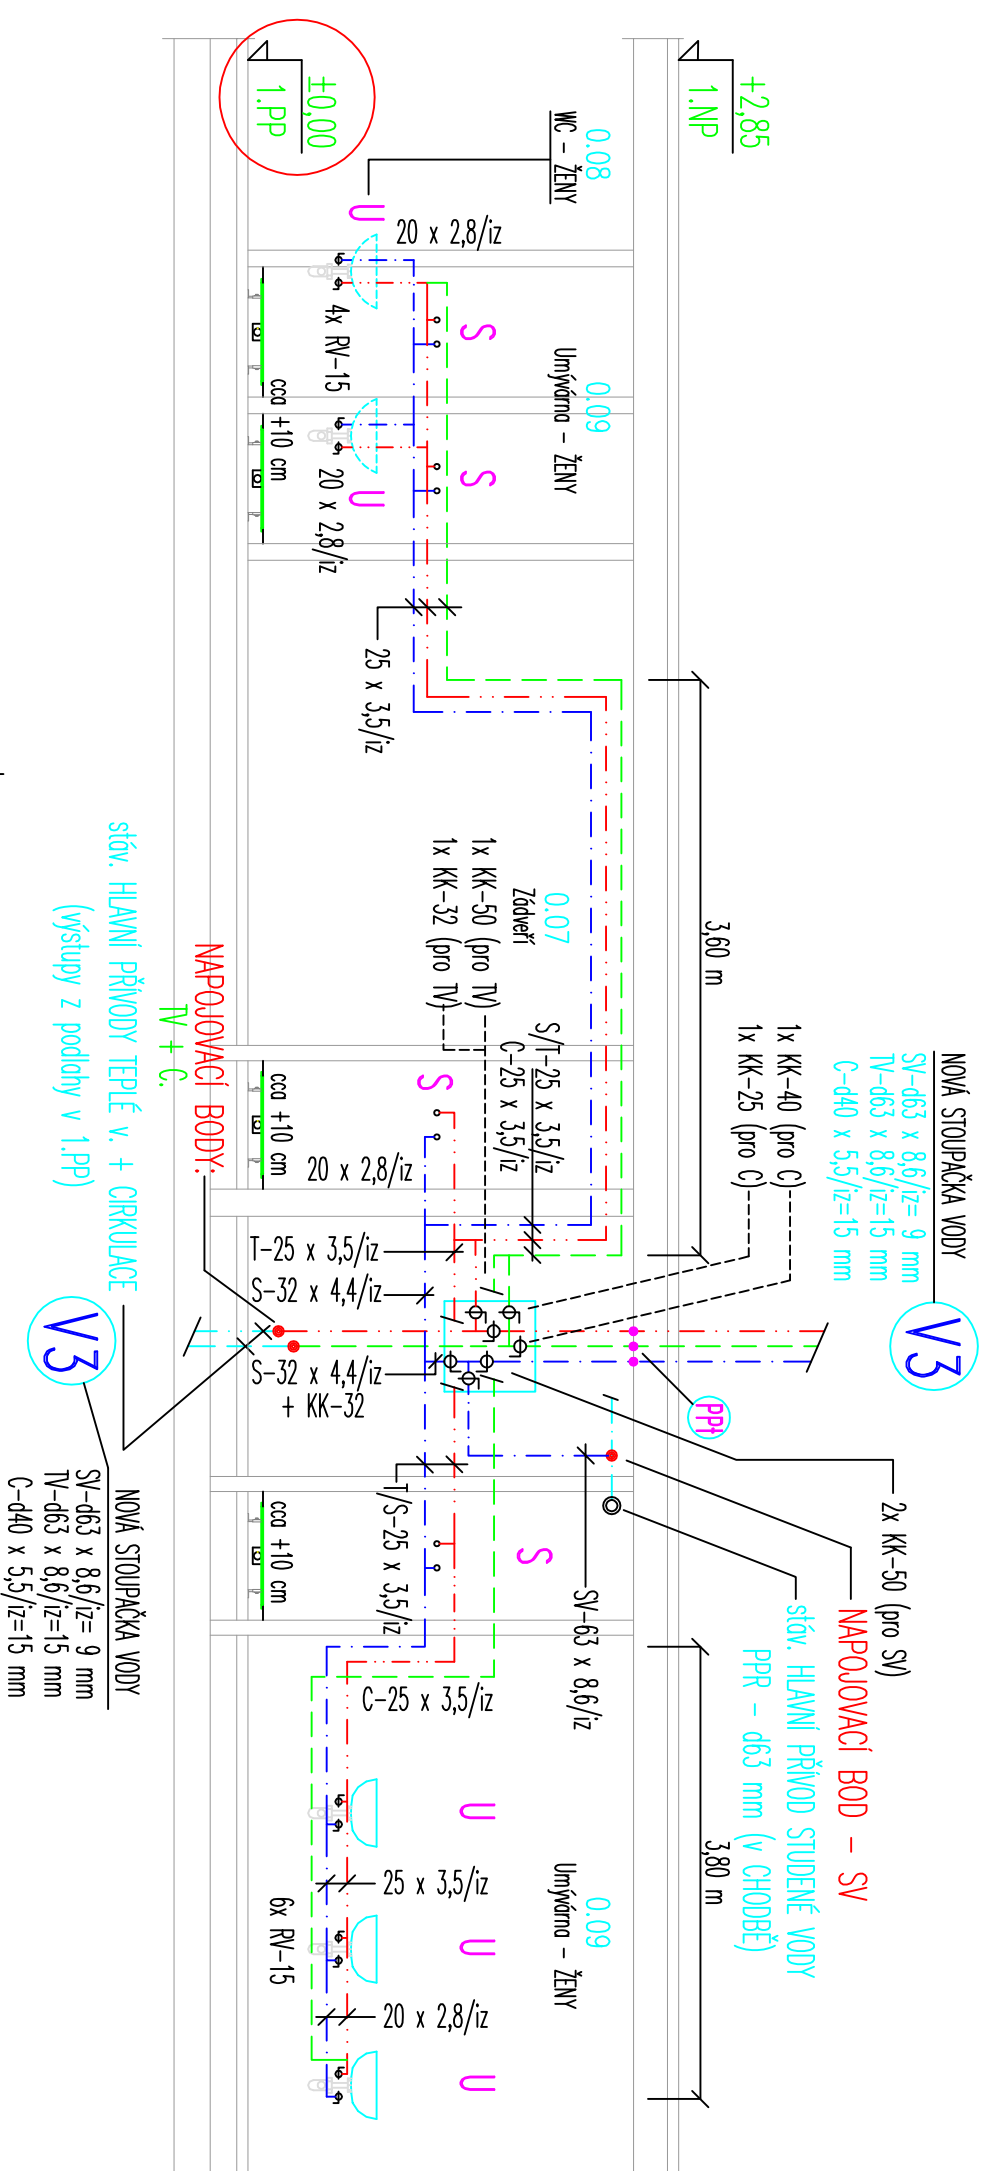 +2,85
1.NP
±0,00
1.PP
0.08
WC - ŽENY
U
20 x 2,8/iz
4x RV-15
S
0.09
Umývárna - ŽENY
cca +10 cm
S
U
20 x 2,8/iz
25 x 3,5/iz
3,60 m
0.07
Zádveří
1x KK-50 (pro TV)
1x KK-32 (pro TV)
S/T-25 x 3,5/iz
C-25 x 3,5/iz
1x KK-40 (pro C)
1x KK-25 (pro C)
NOVÁ STOUPAČKA VODY
SV-d63 x 8,6/iz= 9 mm
TV-d63 x 8,6/iz=15 mm
C-d40 x 5,5/iz=15 mm
V3
S
cca +10 cm
20 x 2,8/iz
T-25 x 3,5/iz
S-32 x 4,4/iz
S-32 x 4,4/iz
+ KK-32
NAPOJOVACÍ BODY:
TV + C.
stáv. HLAVNÍ PŘÍVODY TEPLÉ v. + CIRKULACE
(výstupy z podlahy v 1.PP)
V3
NOVÁ STOUPAČKA VODY
SV-d63 x 8,6/iz= 9 mm
TV-d63 x 8,6/iz=15 mm
C-d40 x 5,5/iz=15 mm
PPt
2x KK-50 (pro SV)
NAPOJOVACÍ BOD - SV
stáv. HLAVNÍ PŘÍVOD STUDENÉ VODY
PPR - d63 mm (v CHODBĚ)
SV-63 x 8,6/iz
T/S-25 x 3,5/iz
S
cca +10 cm
C-25 x 3,5/iz
3,80 m
U
25 x 3,5/iz
6x RV-15
U
0.09
Umývárna - ŽENY
20 x 2,8/iz
U